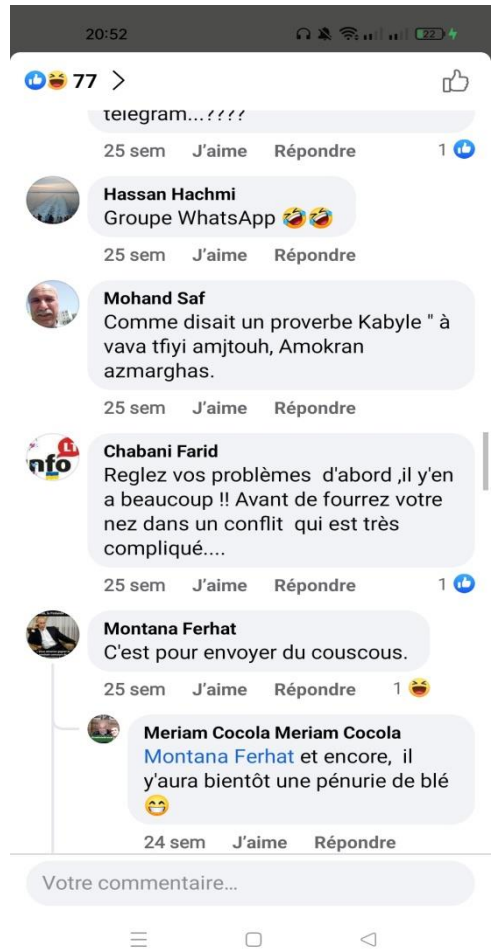 20:52
22
77 >
telegram...????
25 sem J'aime Répondre 1
Hassan Hachmi
Groupe WhatsApp 🤣🤣
25 sem J'aime Répondre
Mohand Saf
Comme disait un proverbe Kabyle " à
vava tfiyi amjtouh, Amokran
azmarghas.
25 sem J'aime Répondre
nfo
Chabani Farid
Reglez vos problèmes d'abord ,il y'en
a beaucoup !! Avant de fourrez votre
nez dans un conflit qui est très
compliqué....
25 sem J'aime Répondre 1
Montana Ferhat
C'est pour envoyer du couscous.
25 sem J'aime Répondre 1
Meriam Cocola Meriam Cocola
Montana Ferhat et encore, il
y'aura bientôt une pénurie de blé
😁
24 sem J'aime Répondre
Votre commentaire...